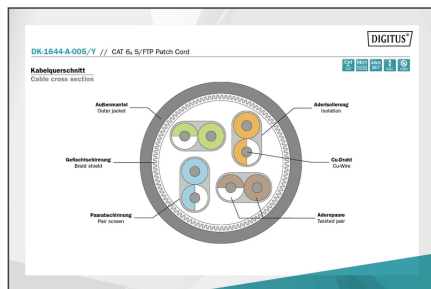 DIGITUS®
DK-1644-A-005/Y // CAT 6A S/FTP Patch Cord
Kabelquerschnitt
Cable cross section
Außenmantel
Outer jacket
Aderisolierung
Isolation
Geflechtschirmung
Braid shield
Cu-Draht
Cu-Wire
Paarabschirmung
Pair screen
Adernpaare
Twisted pair